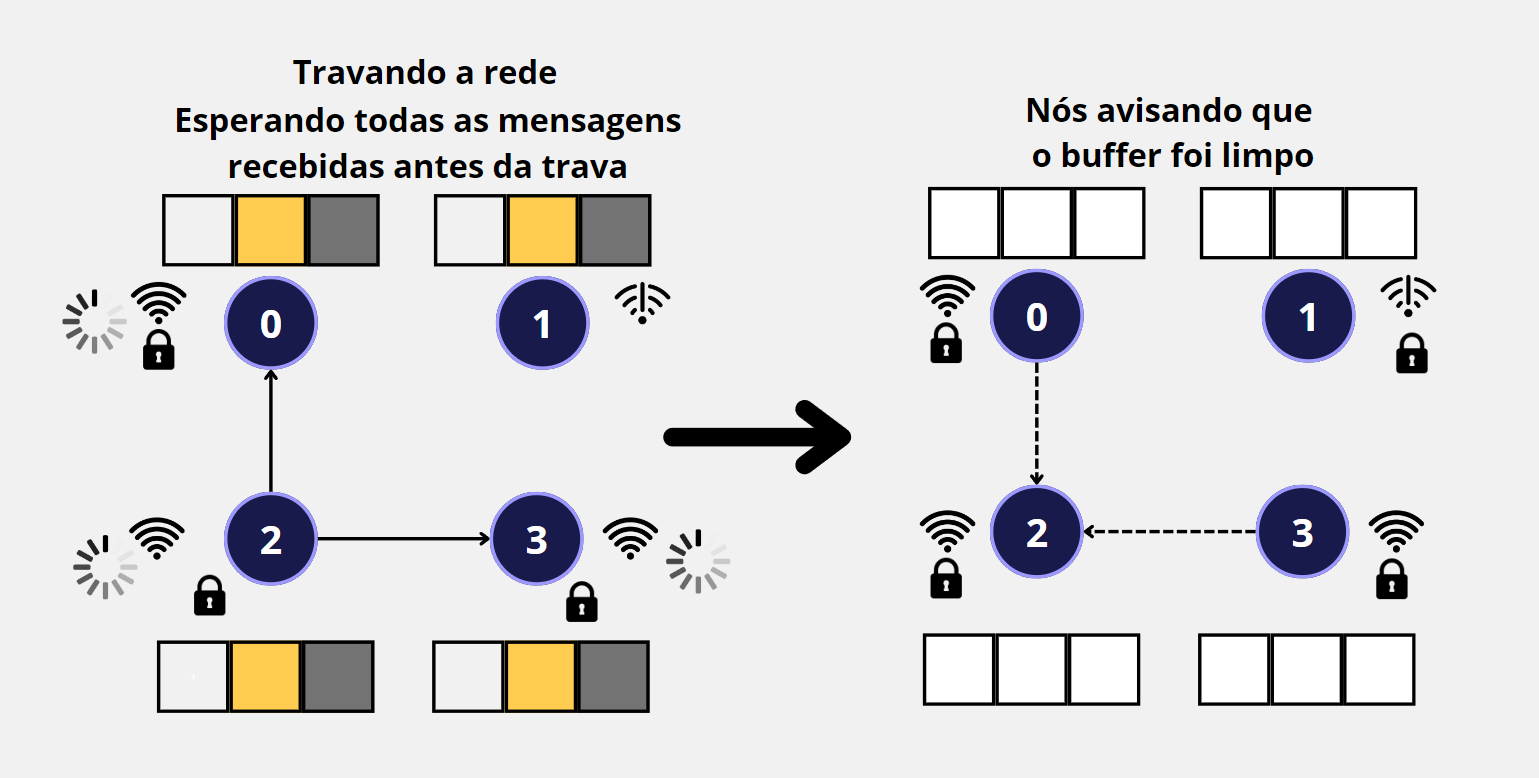 Travando a rede
Esperando todas as mensagens
recebidas antes da trava
0
1
2
3
Nós avisando que
o buffer foi limpo
0
1
2
3